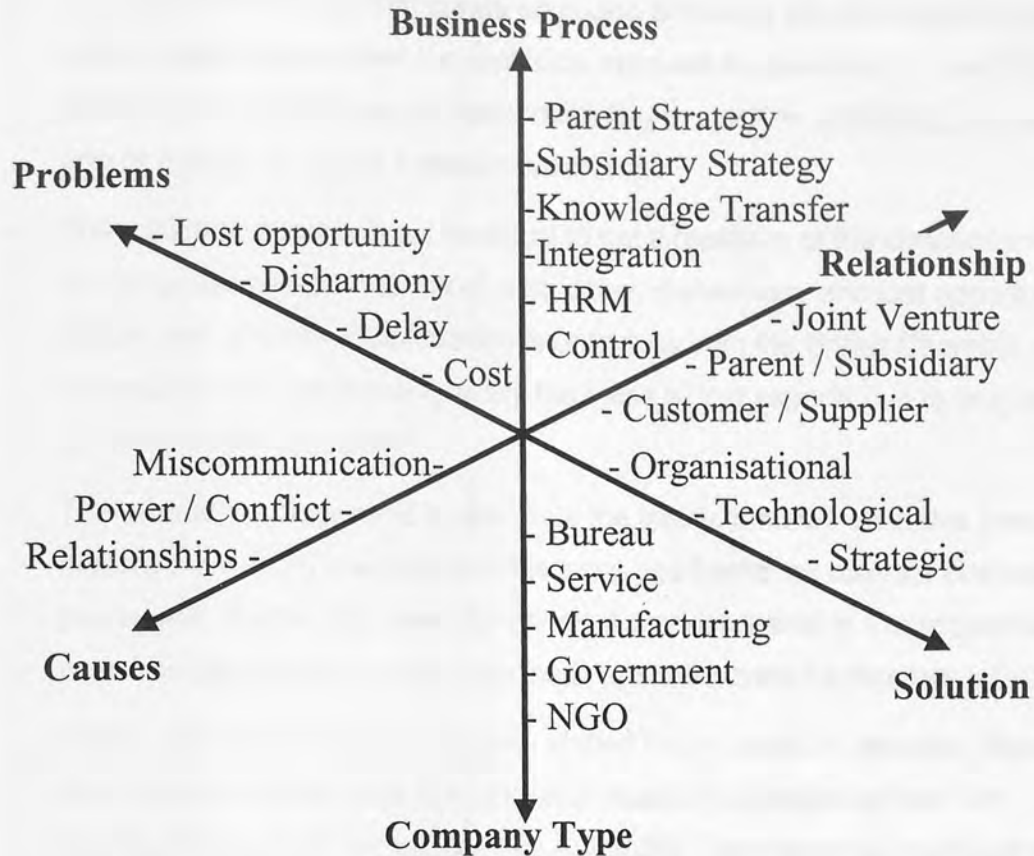 Business Process
- Parent Strategy
- Subsidiary Strategy
- Knowledge Transfer
- Integration
- HRM
- Control
Problems
- Lost opportunity
- Disharmony
- Delay
- Cost
Relationship
- Joint Venture
- Parent / Subsidiary
- Customer / Supplier
Miscommunication-
Power / Conflict -
Relationships -
Causes
- Organisational
- Technological
- Strategic
Solution
- Bureau
- Service
- Manufacturing
- Government
- NGO
Company Type